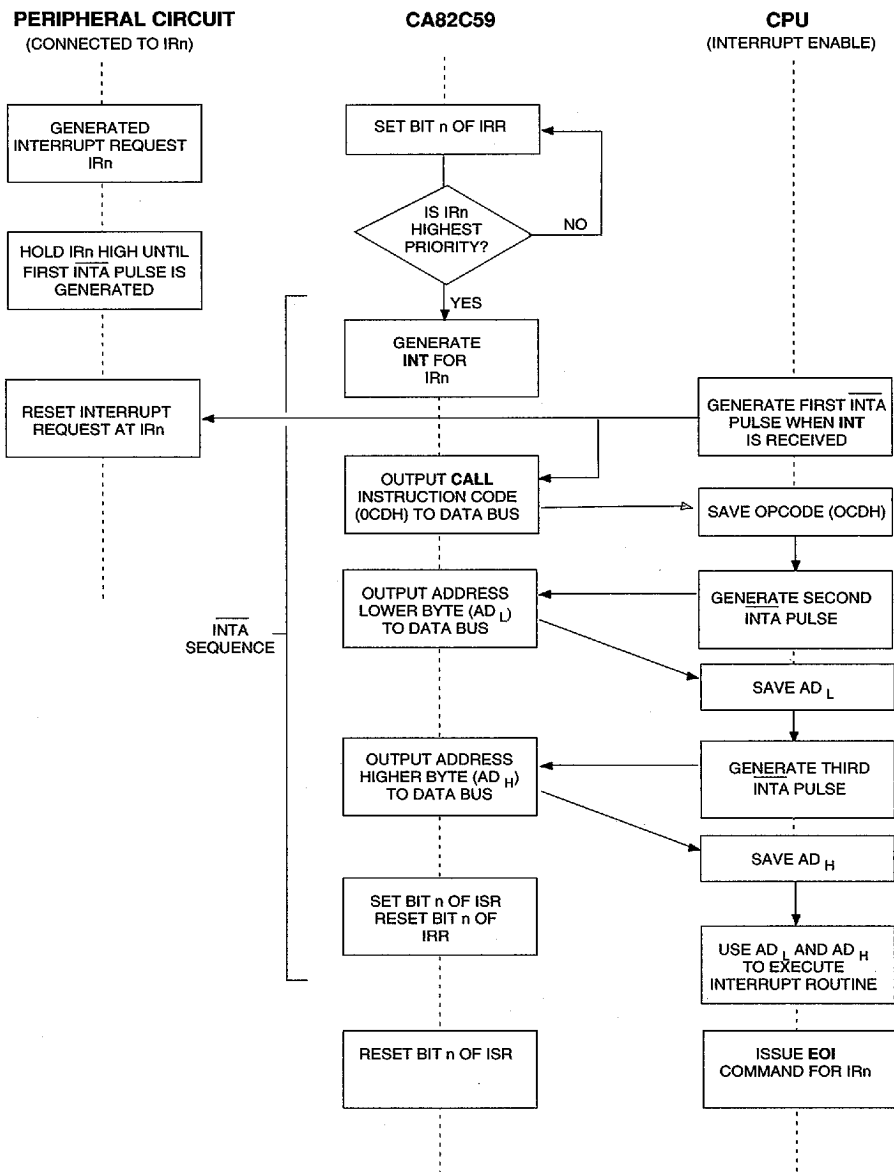 PERIPHERAL CIRCUIT
(CONNECTED TO IRn)
CA82C59
CPU
(INTERRUPT ENABLE)
GENERATED
INTERRUPT REQUEST
IRn
SET BIT n OF IRR
IS IRn
HIGHEST
PRIORITY?
NO
HOLD IRn HIGH UNTIL
FIRST INTA PULSE IS
GENERATED
YES
GENERATE
INT FOR
IRn
RESET INTERRUPT
REQUEST AT IRn
GENERATE FIRST INTA
PULSE WHEN INT
IS RECEIVED
OUTPUT CALL
INSTRUCTION CODE
(0CDH) TO DATA BUS
SAVE OPCODE (OCDH)
OUTPUT ADDRESS
LOWER BYTE (AD L)
TO DATA BUS
GENERATE SECOND
INTA PULSE
INTA
SEQUENCE
SAVE AD L
OUTPUT ADDRESS
HIGHER BYTE (AD H)
TO DATA BUS
GENERATE THIRD
INTA PULSE
SAVE AD H
SET BIT n OF ISR
RESET BIT n OF
IRR
USE AD L AND AD H
TO EXECUTE
INTERRUPT ROUTINE
RESET BIT n OF ISR
ISSUE EOI
COMMAND FOR IRn